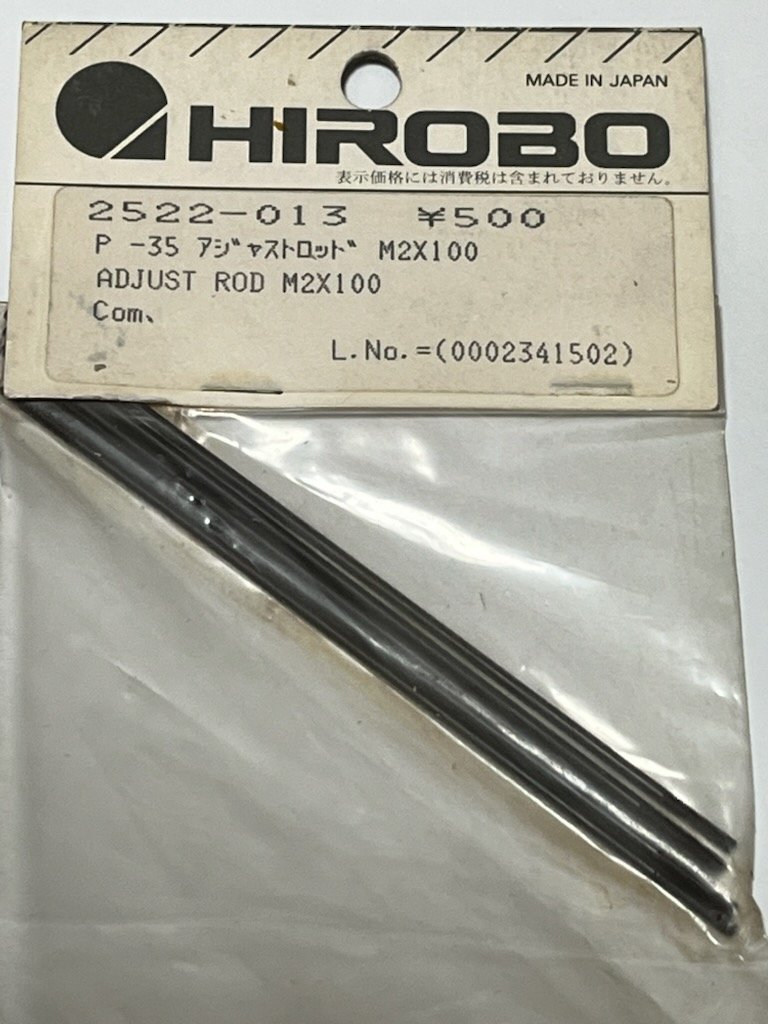 MADE IN JAPAN
HIROBO
表示価格には消費税は含まれておりません。
2522-013 ¥500
P -35 アジャストロッド M2X100
ADJUST ROD M2X100
Com、
L.No.=(0002341502)